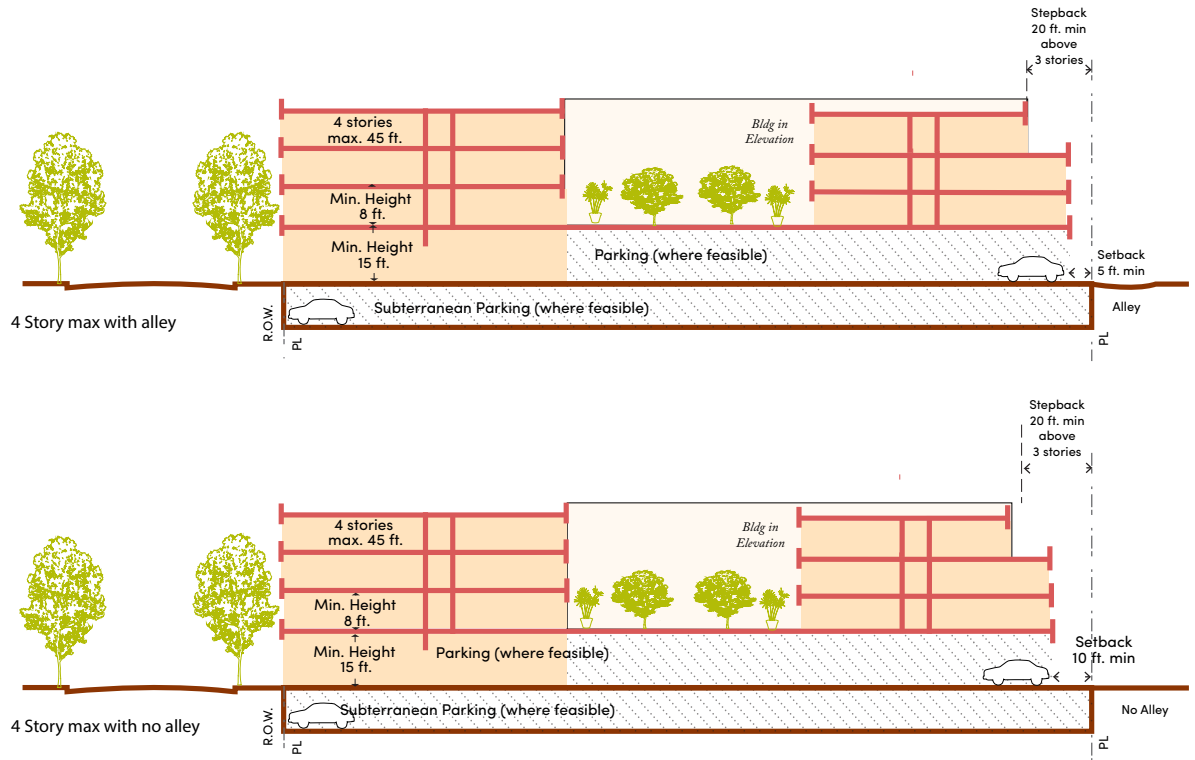 Stepback
20 ft. min
above
3 stories
4 stories
max. 45 ft.
Bldg in
Elevation
Min. Height
8 ft.
Min. Height
15 ft.
Parking (where feasible)
Setback
5 ft. min
Subterranean Parking (where feasible)
Alley
4 Story max with alley
R.O.W.
PL
PL
Stepback
20 ft. min
above
3 stories
4 stories
max. 45 ft.
Bldg in
Elevation
Min. Height
8 ft.
Min. Height
15 ft.
Parking (where feasible)
Setback
10 ft. min
Subterranean Parking (where feasible)
No Alley
4 Story max with no alley
R.O.W.
PL
PL